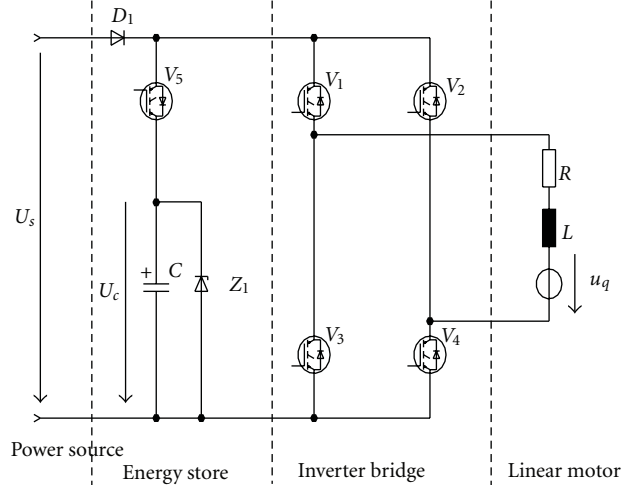 D1
V5
V1
V2
R
Us
L
Uc
+
C
Z1
uq
V3
V4
Power source
Energy store
Inverter bridge
Linear motor